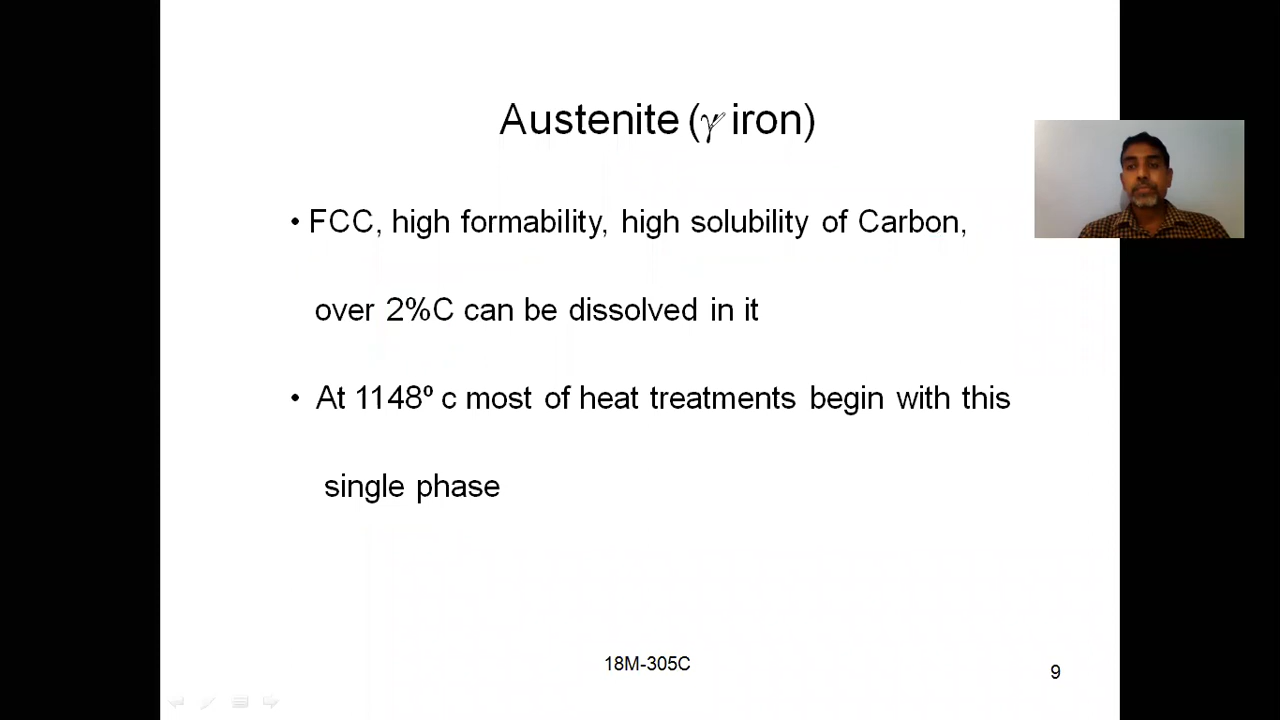 Austenite (γ iron)
• FCC, high formability, high solubility of Carbon,
over 2%C can be dissolved in it
• At 1148º c most of heat treatments begin with this
single phase
18M-305C
9